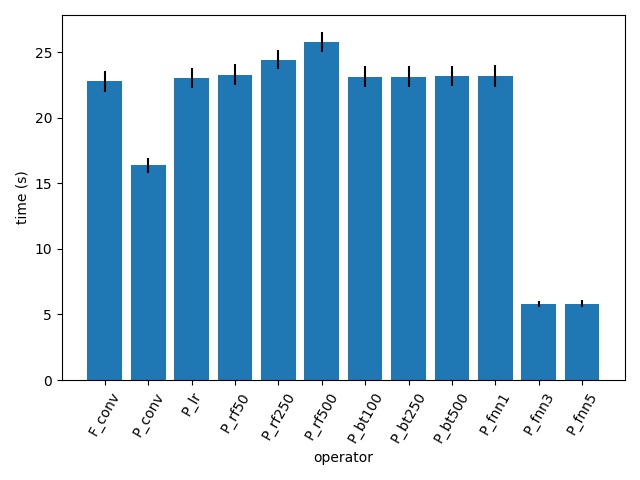 time (s)
25
20
15
10
5
0
F_conv
P_conv
P_lr
P_rf50
P_rf250
P_rf500
P_bt100
P_bt250
P_bt500
P_fnn1
P_fnn3
P_fnn5
operator